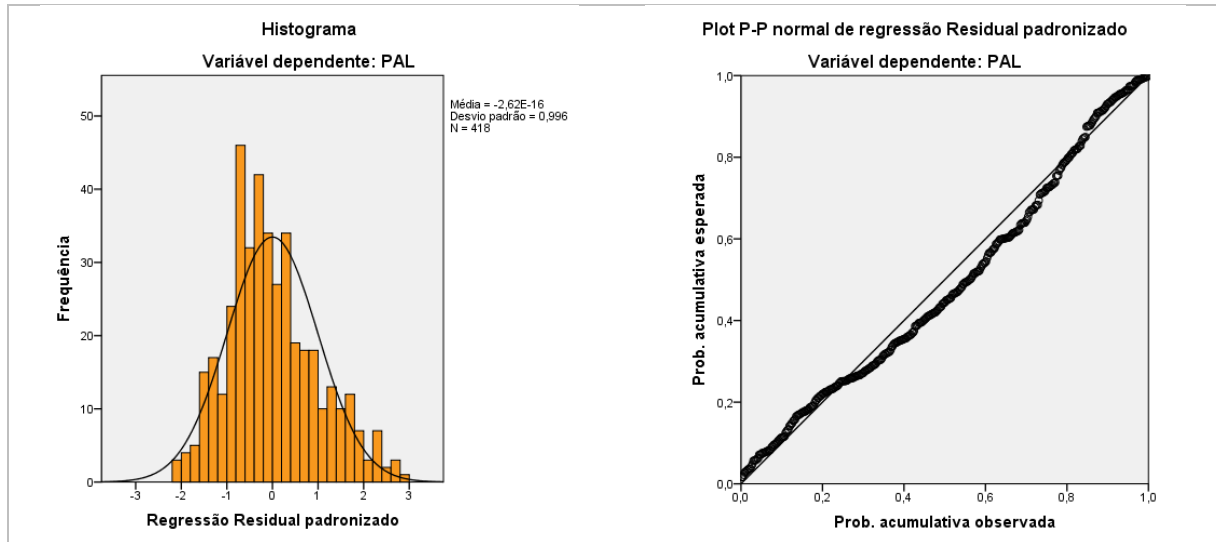 Histograma
Variável dependente: PAL
Média = -2,62E-16
Desvio padrão = 0,996
N = 418
Frequência
50
40
30
20
10
0
-3
-2
-1
0
1
2
3
Regressão Residual padronizado
Plot P-P normal de regressão Residual padronizado
Variável dependente: PAL
Prob. acumulativa esperada
1,0
0,8
0,6
0,4
0,2
0,0
0,0
0,2
0,4
0,6
0,8
1,0
Prob. acumulativa observada